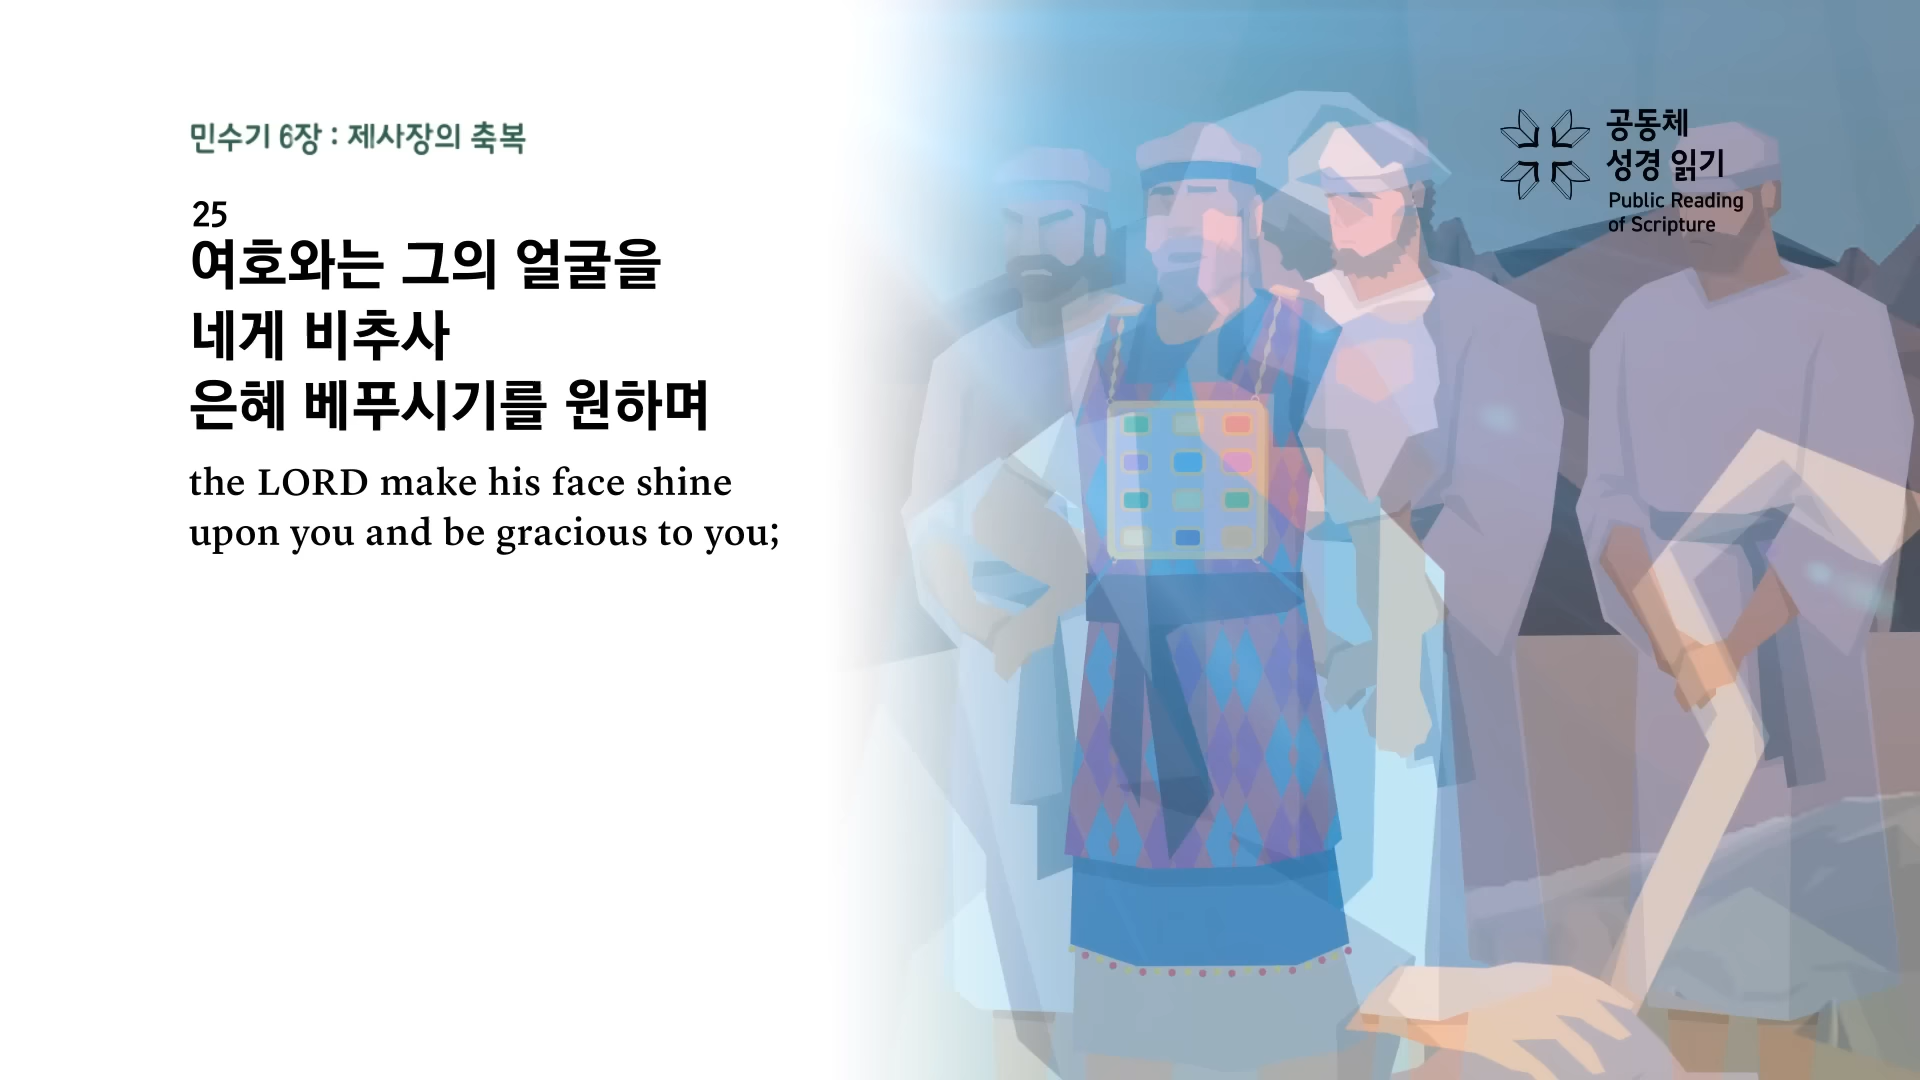 민수기 6장 : 제사장의 축복
25
여호와는 그의 얼굴을
네게 비추사
은혜 베푸시기를 원하며
the LORD make his face shine
upon you and be gracious to you;
공동체
성경 읽기
Public Reading
of Scripture